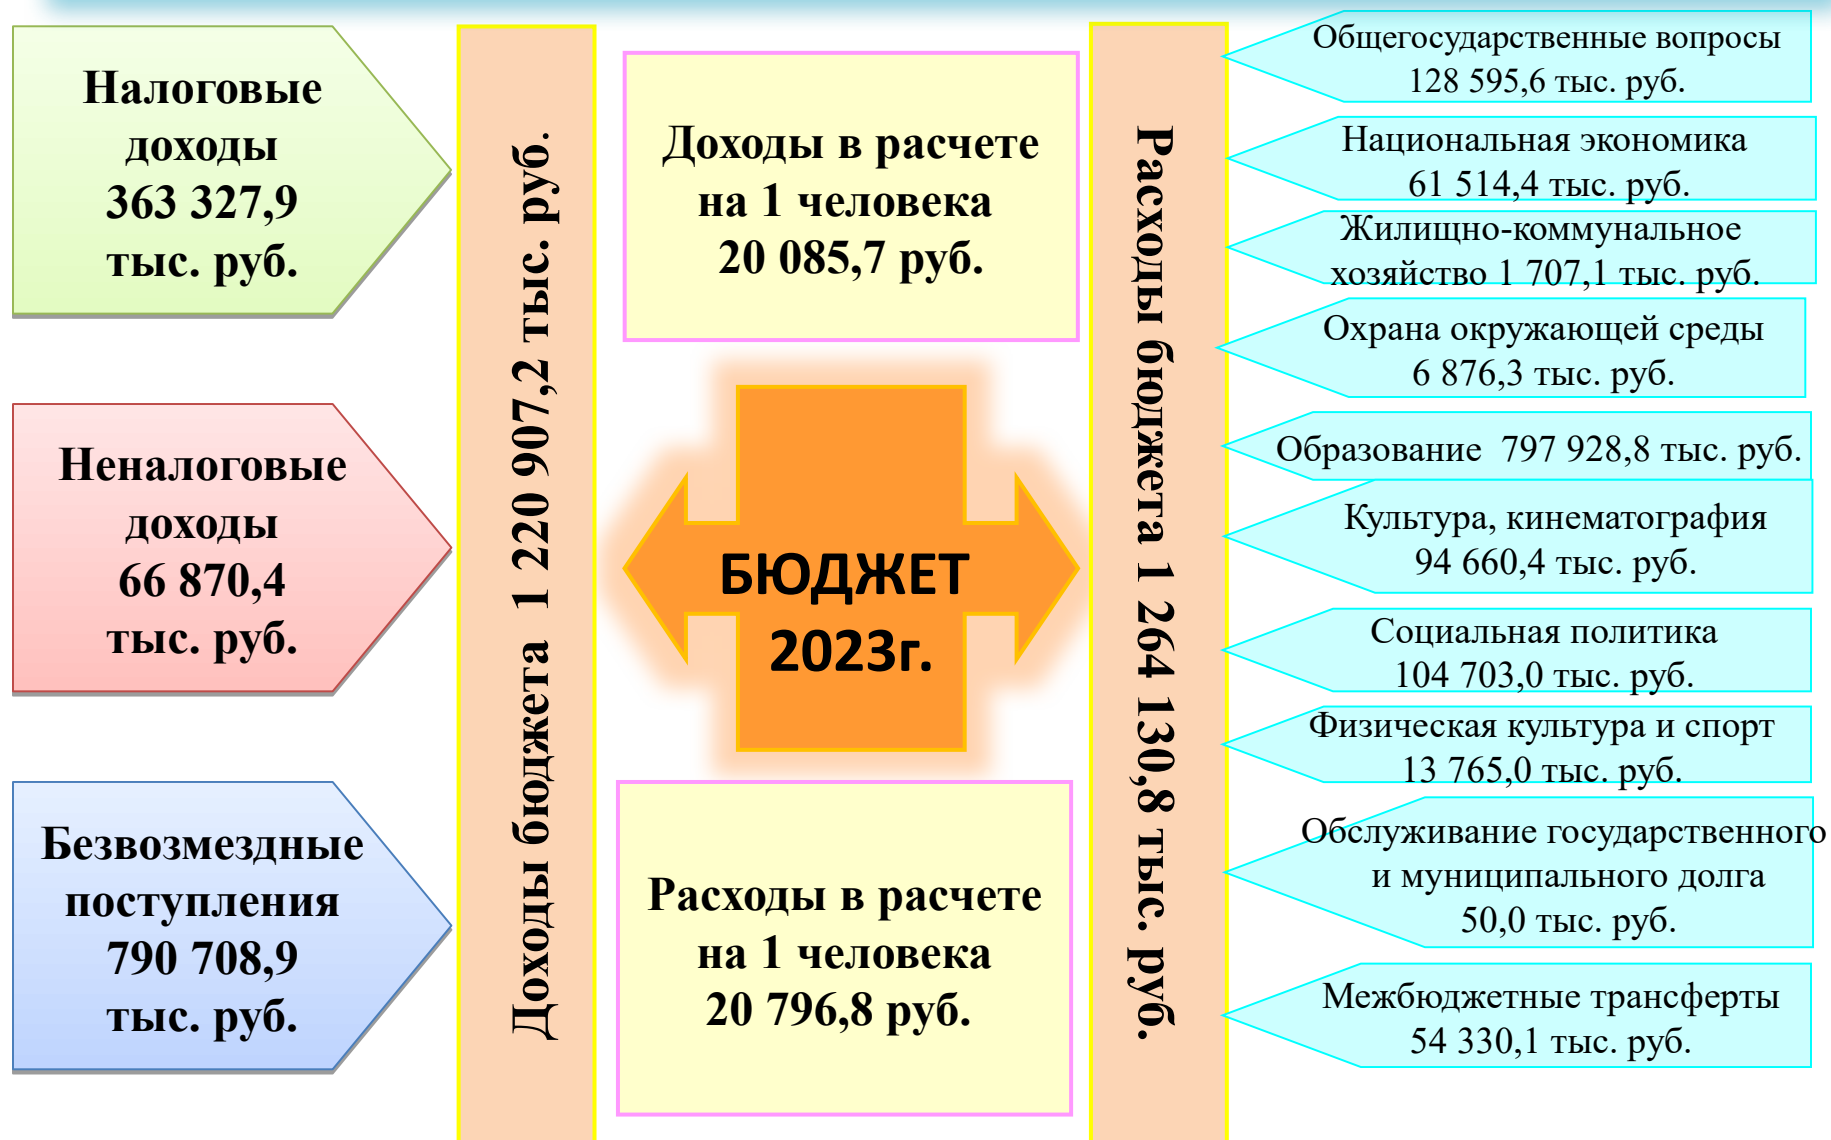 Налоговые
доходы
363 327,9
тыс. руб.
Неналоговые
доходы
66 870,4
тыс. руб.
Безвозмездные
поступления
790 708,9
тыс. руб.
Доходы бюджета 1 220 907,2 тыс. руб.
Доходы в расчете
на 1 человека
20 085,7 руб.
БЮДЖЕТ
2023г.
Расходы в расчете
на 1 человека
20 796,8 руб.
Расходы бюджета 1 264 130,8 тыс. руб.
Общегосударственные вопросы
128 595,6 тыс. руб.
Национальная экономика
61 514,4 тыс. руб.
Жилищно-коммунальное
хозяйство 1 707,1 тыс. руб.
Охрана окружающей среды
6 876,3 тыс. руб.
Образование 797 928,8 тыс. руб.
Культура, кинематография
94 660,4 тыс. руб.
Социальная политика
104 703,0 тыс. руб.
Физическая культура и спорт
13 765,0 тыс. руб.
Обслуживание государственного
и муниципального долга
50,0 тыс. руб.
Межбюджетные трансферты
54 330,1 тыс. руб.